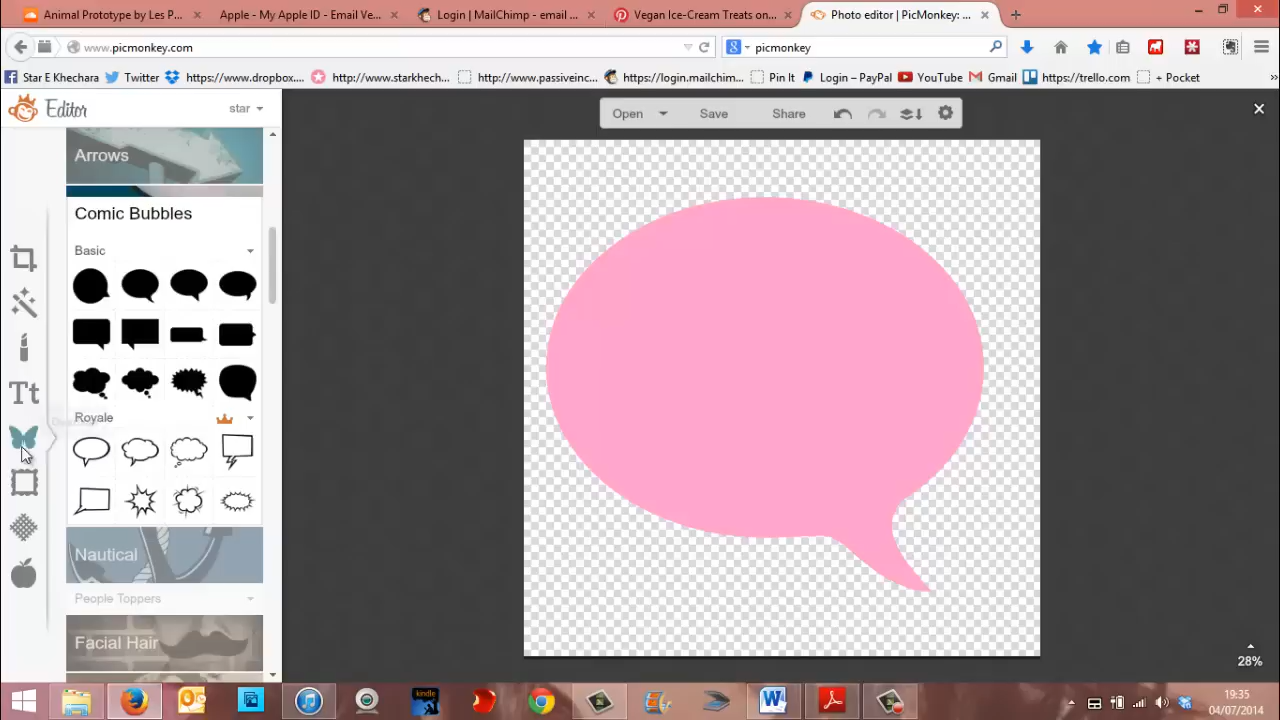 Animal Prototype by Les P...
Apple - My Apple ID - Email Ve...
Login | MailChimp - email ...
Vegan Ice-Cream Treats on...
Photo editor | PicMonkey: ...
www.picmonkey.com
picmonkey
Star E Khechara
Twitter
https://www.dropbox....
http://www.starkhech...
http://www.passiveinc...
https://login.mailchim...
Pin It
Login – PayPal
YouTube
Gmail
https://trello.com
+ Pocket
Editor
star
Open
Save
Share
Arrows
Comic Bubbles
Basic
Tt
Royale
Nautical
People Toppers
Facial Hair
28%
kindle
19:35
04/07/2014